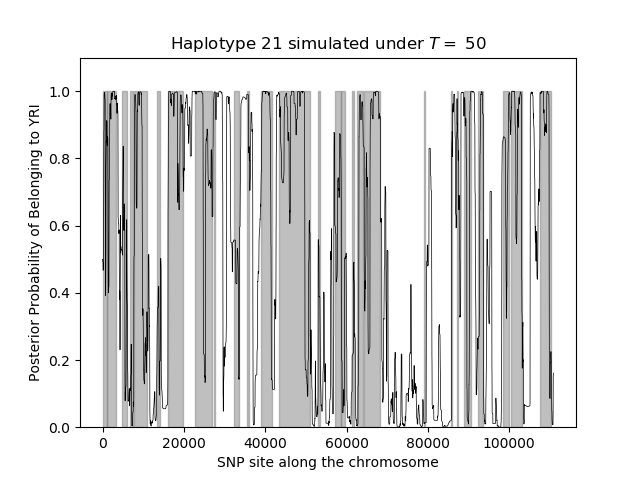 Haplotype 21 simulated under T = 50
Posterior Probability of Belonging to YRI
1.0
0.8
0.6
0.4
0.2
0.0
0 20000 40000 60000 80000 100000
SNP site along the chromosome